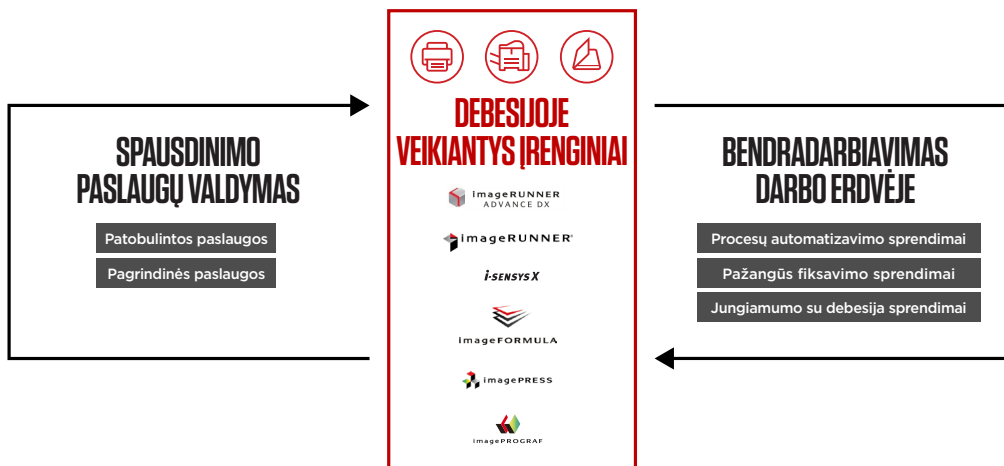 SPAUSDINIMO
PASLAUGŲ VALDYMAS
Patobulintos paslaugos
Pagrindinės paslaugos
DEBESIJOJE
VEIKIANTYS ĮRENGINIAI
imageRUNNER
ADVANCE DX
imageRUNNER®
i-SENSYS X
imageFORMULA
imagePRESS
imagePROGRAF
BENDRADARBIAVIMAS
DARBO ERDVĖJE
Procesų automatizavimo sprendimai
Pažangūs fiksavimo sprendimai
Jungiamumo su debesija sprendimai